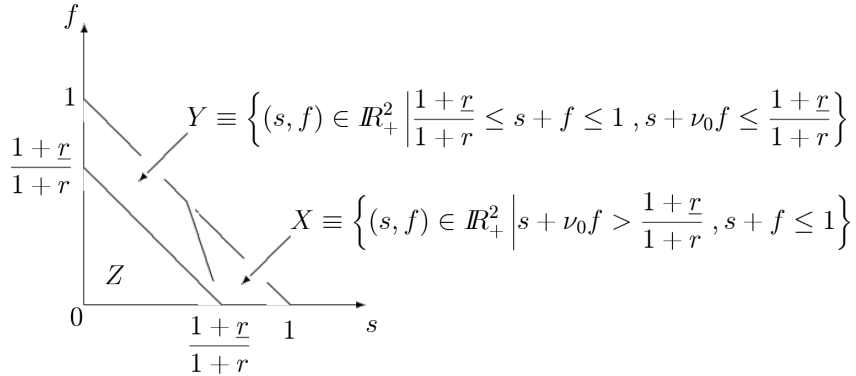 f
1
Y ≡ {(s, f) ∈ ℝ²₊ | (1 + r̲)/(1 + r) ≤ s + f ≤ 1 , s + ν₀f ≤ (1 + r̲)/(1 + r)}
(1 + r̲)/(1 + r)
X ≡ {(s, f) ∈ ℝ²₊ | s + ν₀f > (1 + r̲)/(1 + r) , s + f ≤ 1}
Z
0
(1 + r̲)/(1 + r)
1
s